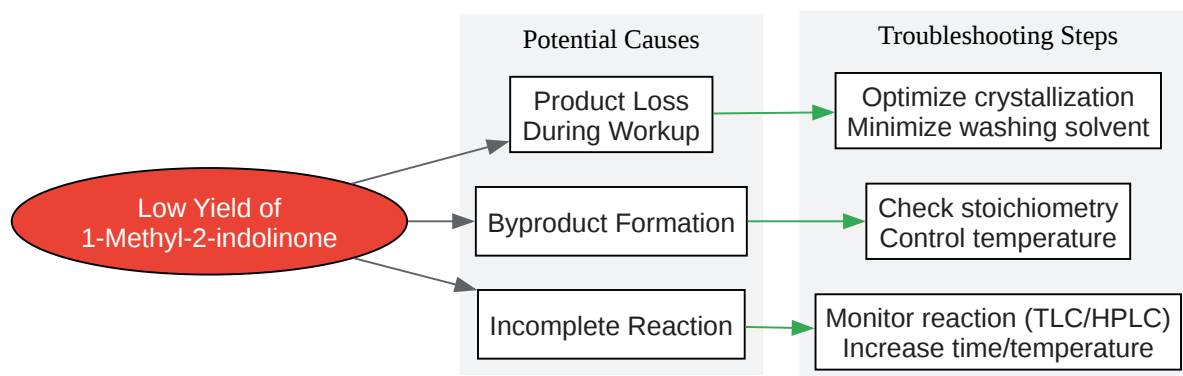 Potential Causes
Troubleshooting Steps
Product Loss
During Workup
Optimize crystallization
Minimize washing solvent
Low Yield of
1-Methyl-2-indolinone
Byproduct Formation
Check stoichiometry
Control temperature
Incomplete Reaction
Monitor reaction (TLC/HPLC)
Increase time/temperature